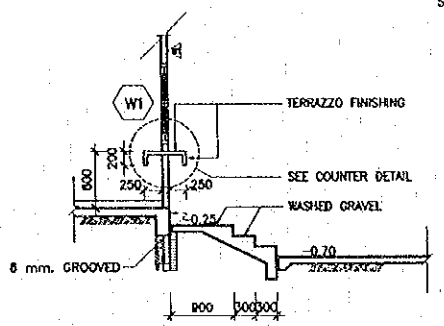 W1
TERRAZZO FINISHING
200
600
SEE COUNTER DETAIL
250
250
WASHED GRAVEL
-0.25
-0.70
6 mm. GROOVED
900
300
300